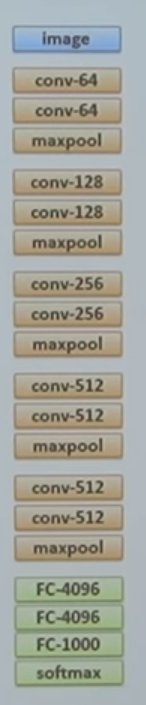 image
conv-64
conv-64
maxpool
conv-128
conv-128
maxpool
conv-256
conv-256
maxpool
conv-512
conv-512
maxpool
conv-512
conv-512
maxpool
FC-4096
FC-4096
FC-1000
softmax